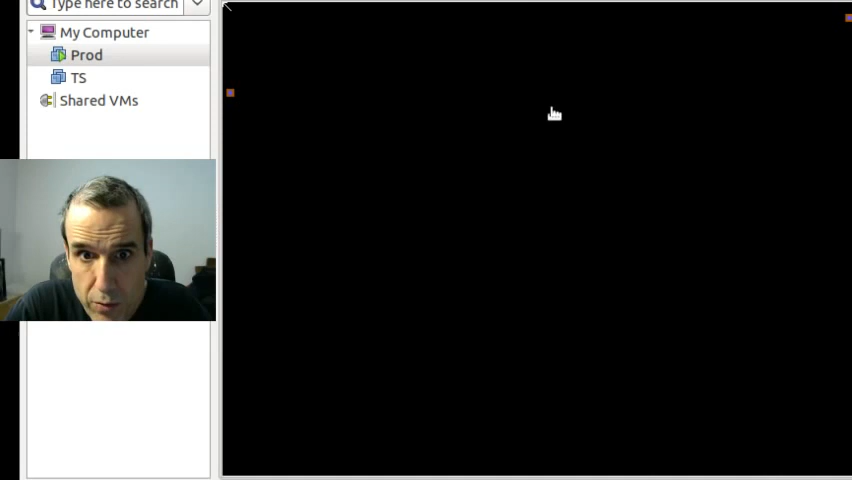 Type here to search
My Computer
Prod
TS
Shared VMs